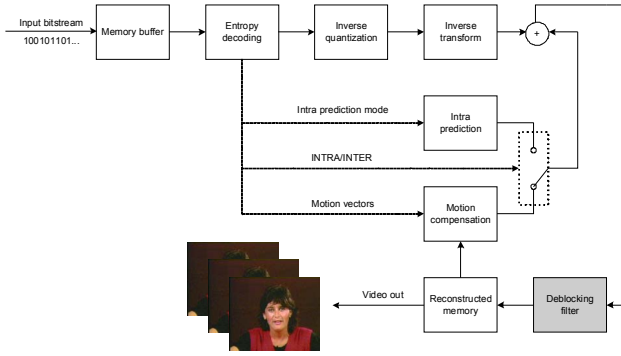 Input bitstream
100101101...
Memory buffer
Entropy
decoding
Inverse
quantization
Inverse
transform
+
Intra prediction mode
Intra
prediction
INTRA/INTER
Motion vectors
Motion
compensation
Video out
Reconstructed
memory
Deblocking
filter